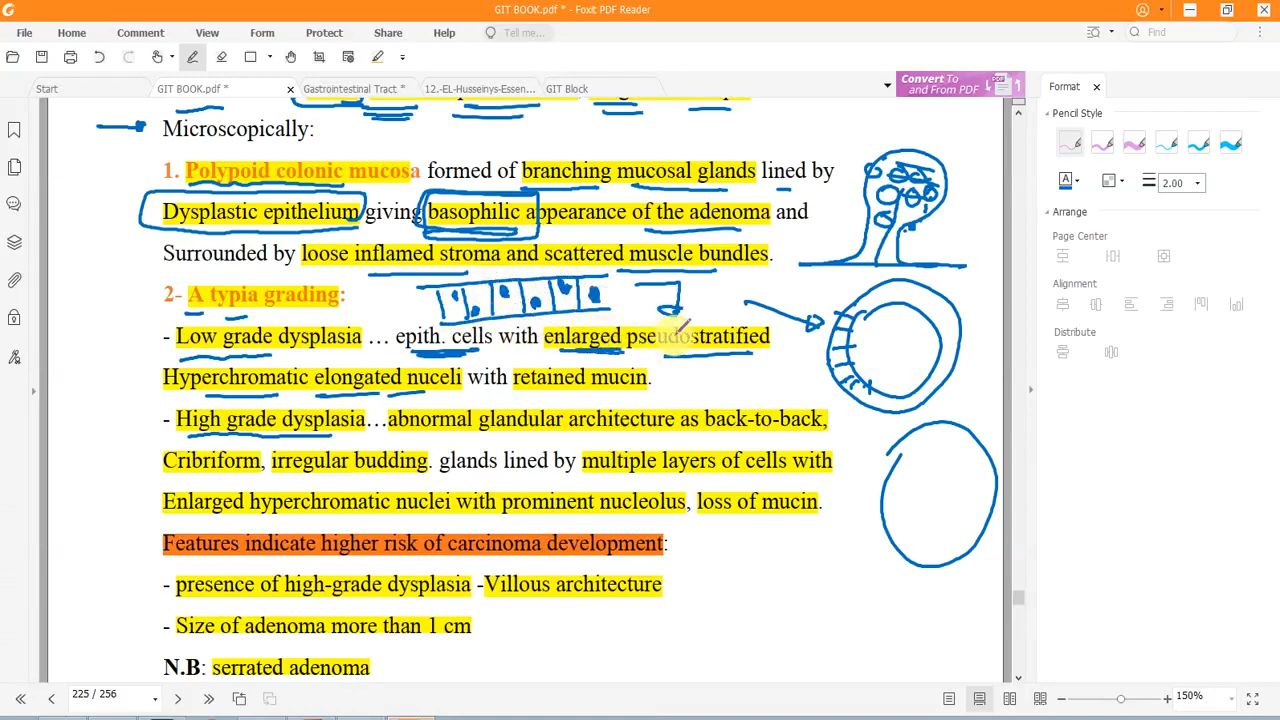 GIT BOOK.pdf * - Foxit PDF Reader
File Home Comment View Form Protect Share Help Tell me... Find
Start GIT BOOK.pdf * Gastrointestinal Tract * 12.-EL-Husseinys-Essen... GIT Block
Convert To
and From PDF
Format
Microscopically:
1. Polypoid colonic mucosa formed of branching mucosal glands lined by
Dysplastic epithelium giving basophilic appearance of the adenoma and
Surrounded by loose inflamed stroma and scattered muscle bundles.
2- A typia grading:
- Low grade dysplasia … epith. cells with enlarged pseudostratified
Hyperchromatic elongated nuceli with retained mucin.
- High grade dysplasia…abnormal glandular architecture as back-to-back,
Cribriform, irregular budding. glands lined by multiple layers of cells with
Enlarged hyperchromatic nuclei with prominent nucleolus, loss of mucin.
Features indicate higher risk of carcinoma development:
- presence of high-grade dysplasia -Villous architecture
- Size of adenoma more than 1 cm
N.B: serrated adenoma
Pencil Style
2.00
Arrange
Page Center
Alignment
Distribute
225 / 256
150%